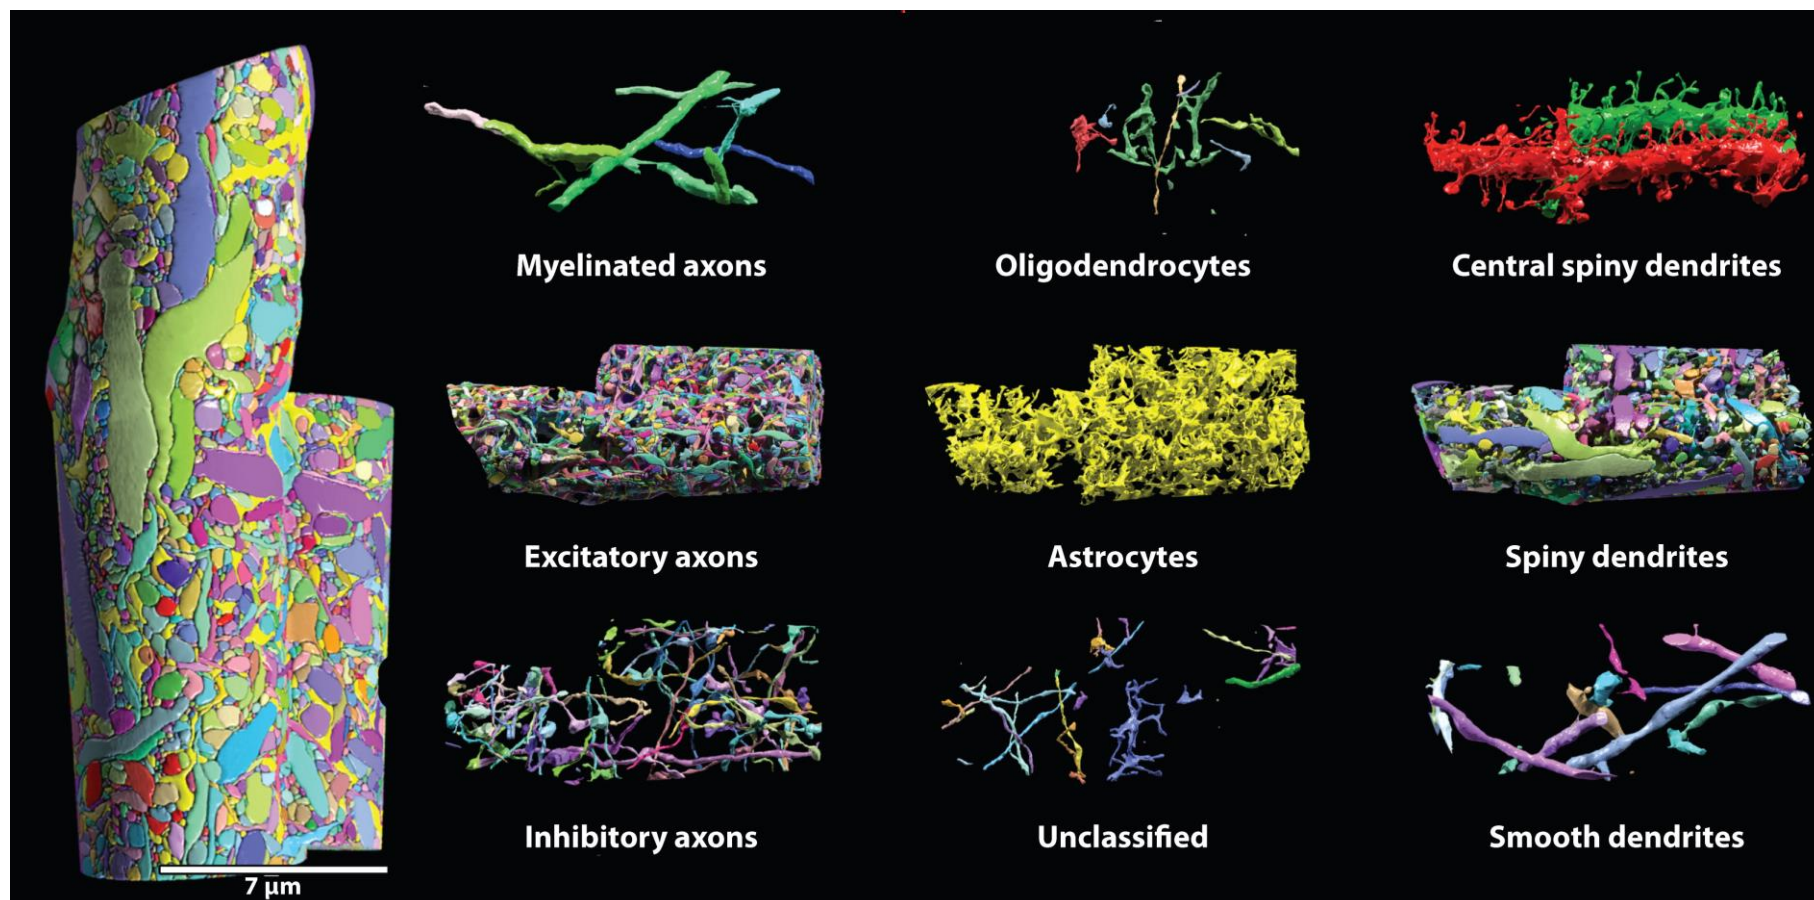 Myelinated axons
Oligodendrocytes
Central spiny dendrites
Excitatory axons
Astrocytes
Spiny dendrites
Inhibitory axons
Unclassified
Smooth dendrites
7 µm